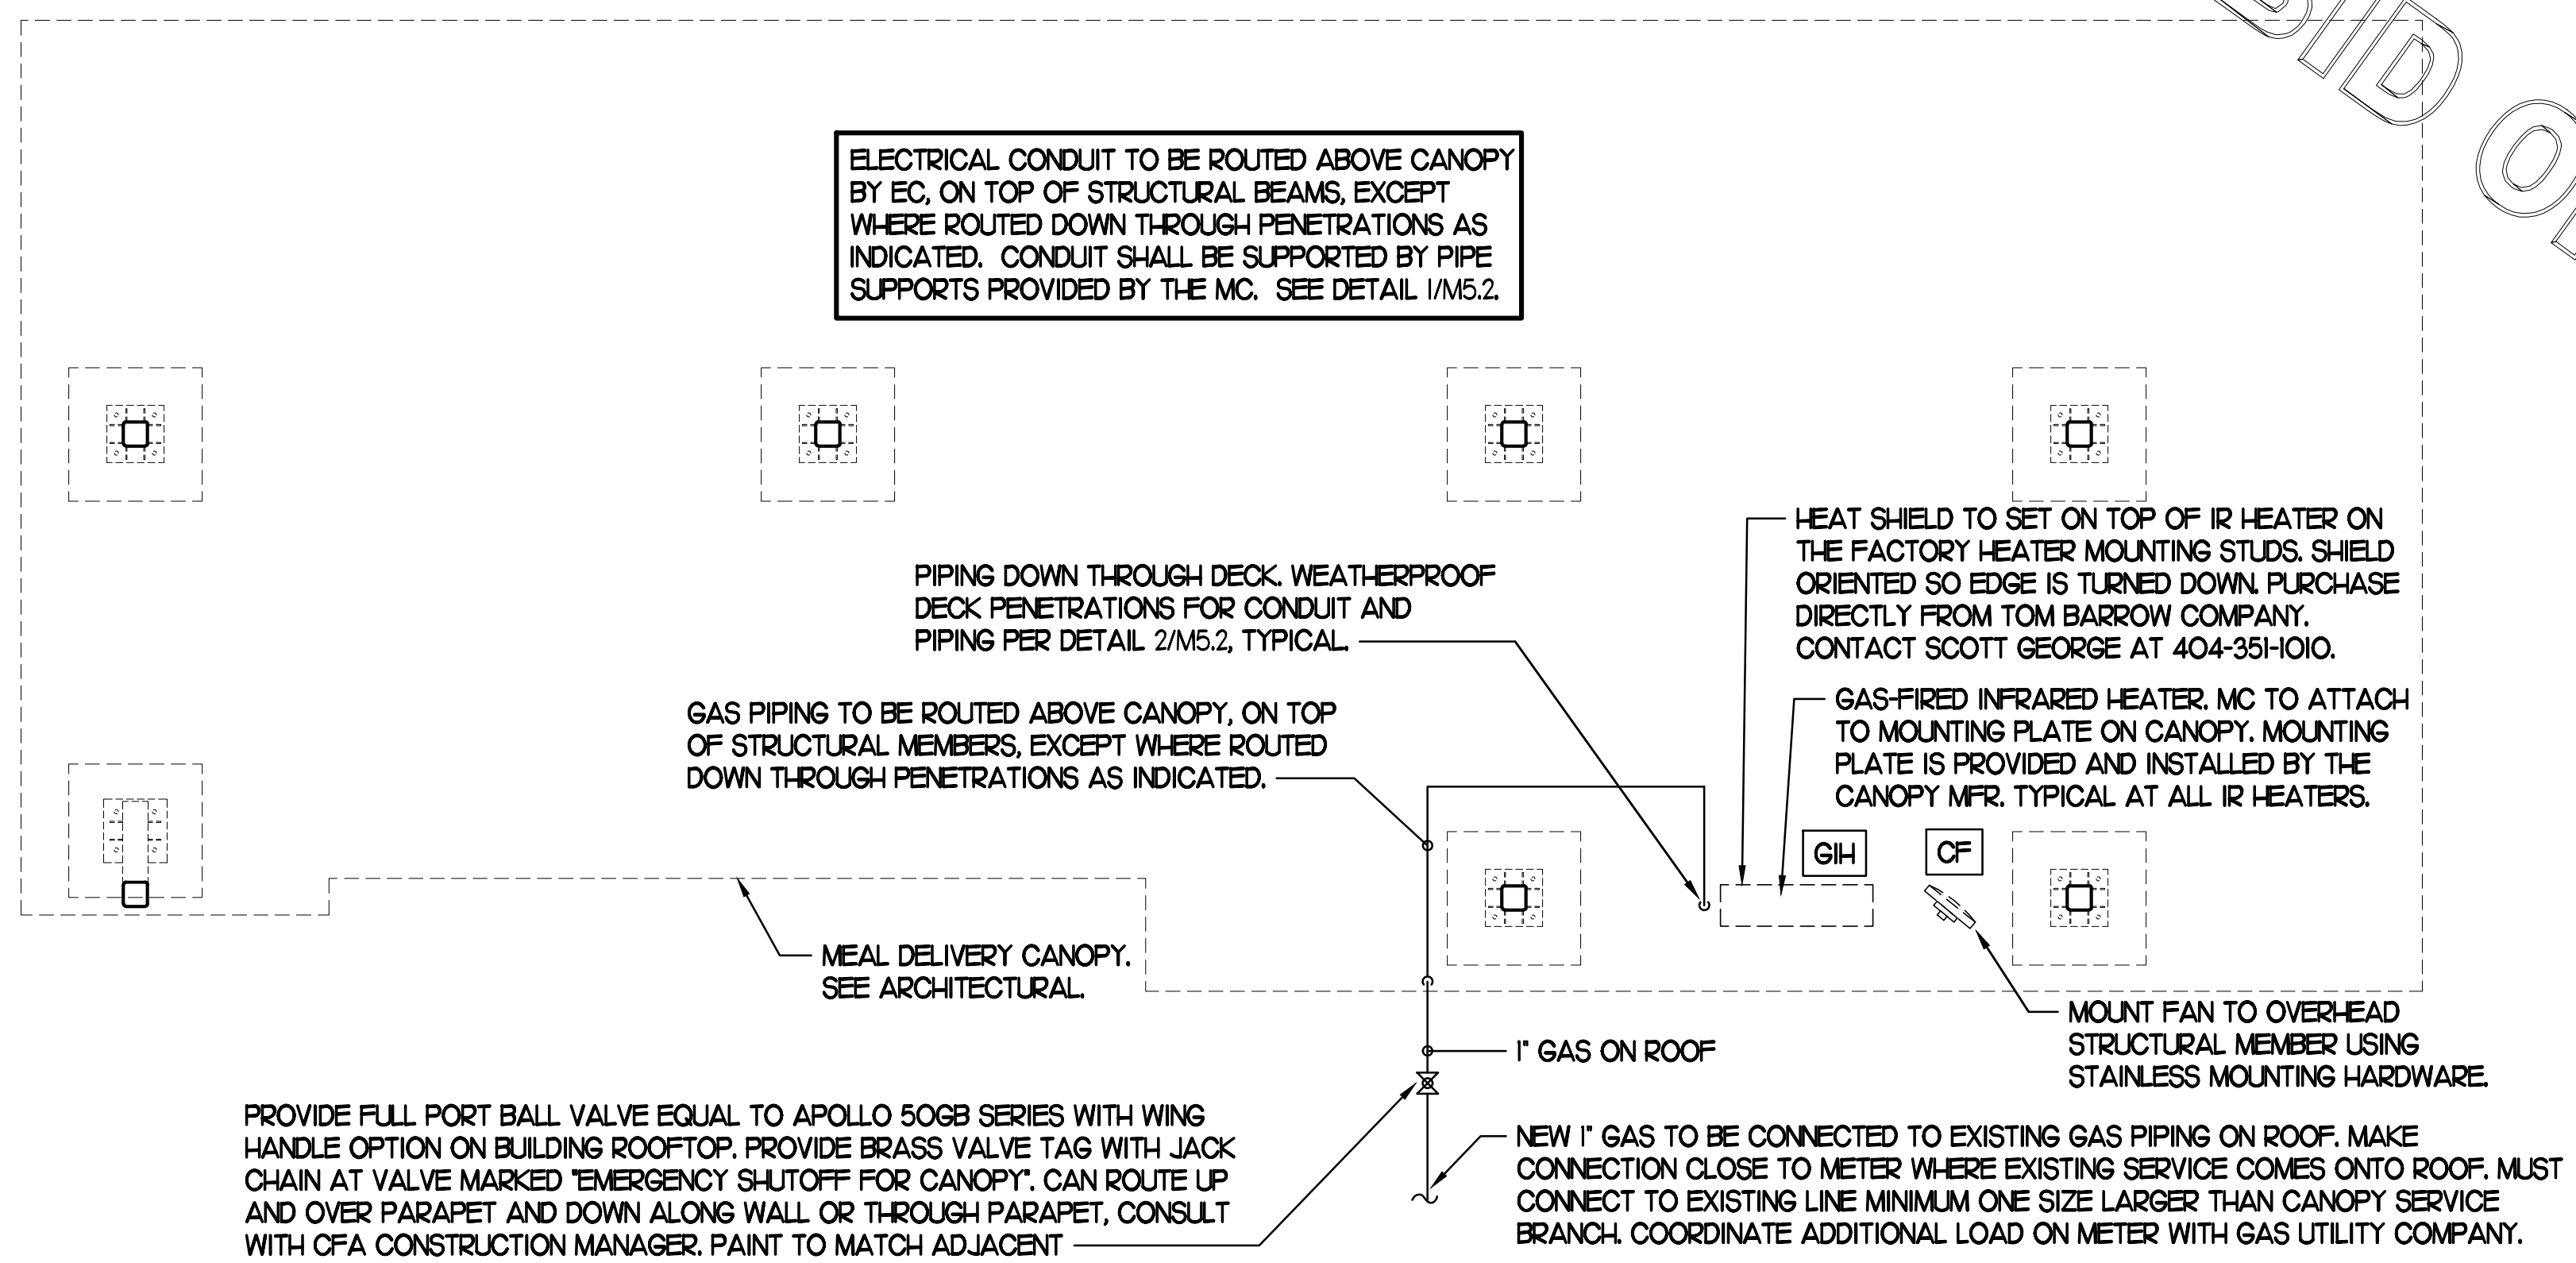 BID
ELECTRICAL CONDUIT TO BE ROUTED ABOVE CANOPY
BY EC, ON TOP OF STRUCTURAL BEAMS, EXCEPT
WHERE ROUTED DOWN THROUGH PENETRATIONS AS
INDICATED. CONDUIT SHALL BE SUPPORTED BY PIPE
SUPPORTS PROVIDED BY THE MC. SEE DETAIL 1/M5.2.
HEAT SHIELD TO SET ON TOP OF IR HEATER ON
THE FACTORY HEATER MOUNTING STUDS. SHIELD
ORIENTED SO EDGE IS TURNED DOWN. PURCHASE
DIRECTLY FROM TOM BARROW COMPANY.
CONTACT SCOTT GEORGE AT 404-351-1010.
PIPING DOWN THROUGH DECK. WEATHERPROOF
DECK PENETRATIONS FOR CONDUIT AND
PIPING PER DETAIL 2/M5.2, TYPICAL.
GAS-FIRED INFRARED HEATER. MC TO ATTACH
TO MOUNTING PLATE ON CANOPY. MOUNTING
PLATE IS PROVIDED AND INSTALLED BY THE
CANOPY MFR. TYPICAL AT ALL IR HEATERS.
GAS PIPING TO BE ROUTED ABOVE CANOPY, ON TOP
OF STRUCTURAL MEMBERS, EXCEPT WHERE ROUTED
DOWN THROUGH PENETRATIONS AS INDICATED.
GIH
CF
MEAL DELIVERY CANOPY.
SEE ARCHITECTURAL.
MOUNT FAN TO OVERHEAD
STRUCTURAL MEMBER USING
STAINLESS MOUNTING HARDWARE.
1" GAS ON ROOF
PROVIDE FULL PORT BALL VALVE EQUAL TO APOLLO 50GB SERIES WITH WING
HANDLE OPTION ON BUILDING ROOFTOP. PROVIDE BRASS VALVE TAG WITH JACK
CHAIN AT VALVE MARKED "EMERGENCY SHUTOFF FOR CANOPY". CAN ROUTE UP
AND OVER PARAPET AND DOWN ALONG WALL OR THROUGH PARAPET, CONSULT
WITH CFA CONSTRUCTION MANAGER. PAINT TO MATCH ADJACENT
NEW 1" GAS TO BE CONNECTED TO EXISTING GAS PIPING ON ROOF. MAKE
CONNECTION CLOSE TO METER WHERE EXISTING SERVICE COMES ONTO ROOF. MUST
CONNECT TO EXISTING LINE MINIMUM ONE SIZE LARGER THAN CANOPY SERVICE
BRANCH. COORDINATE ADDITIONAL LOAD ON METER WITH GAS UTILITY COMPANY.